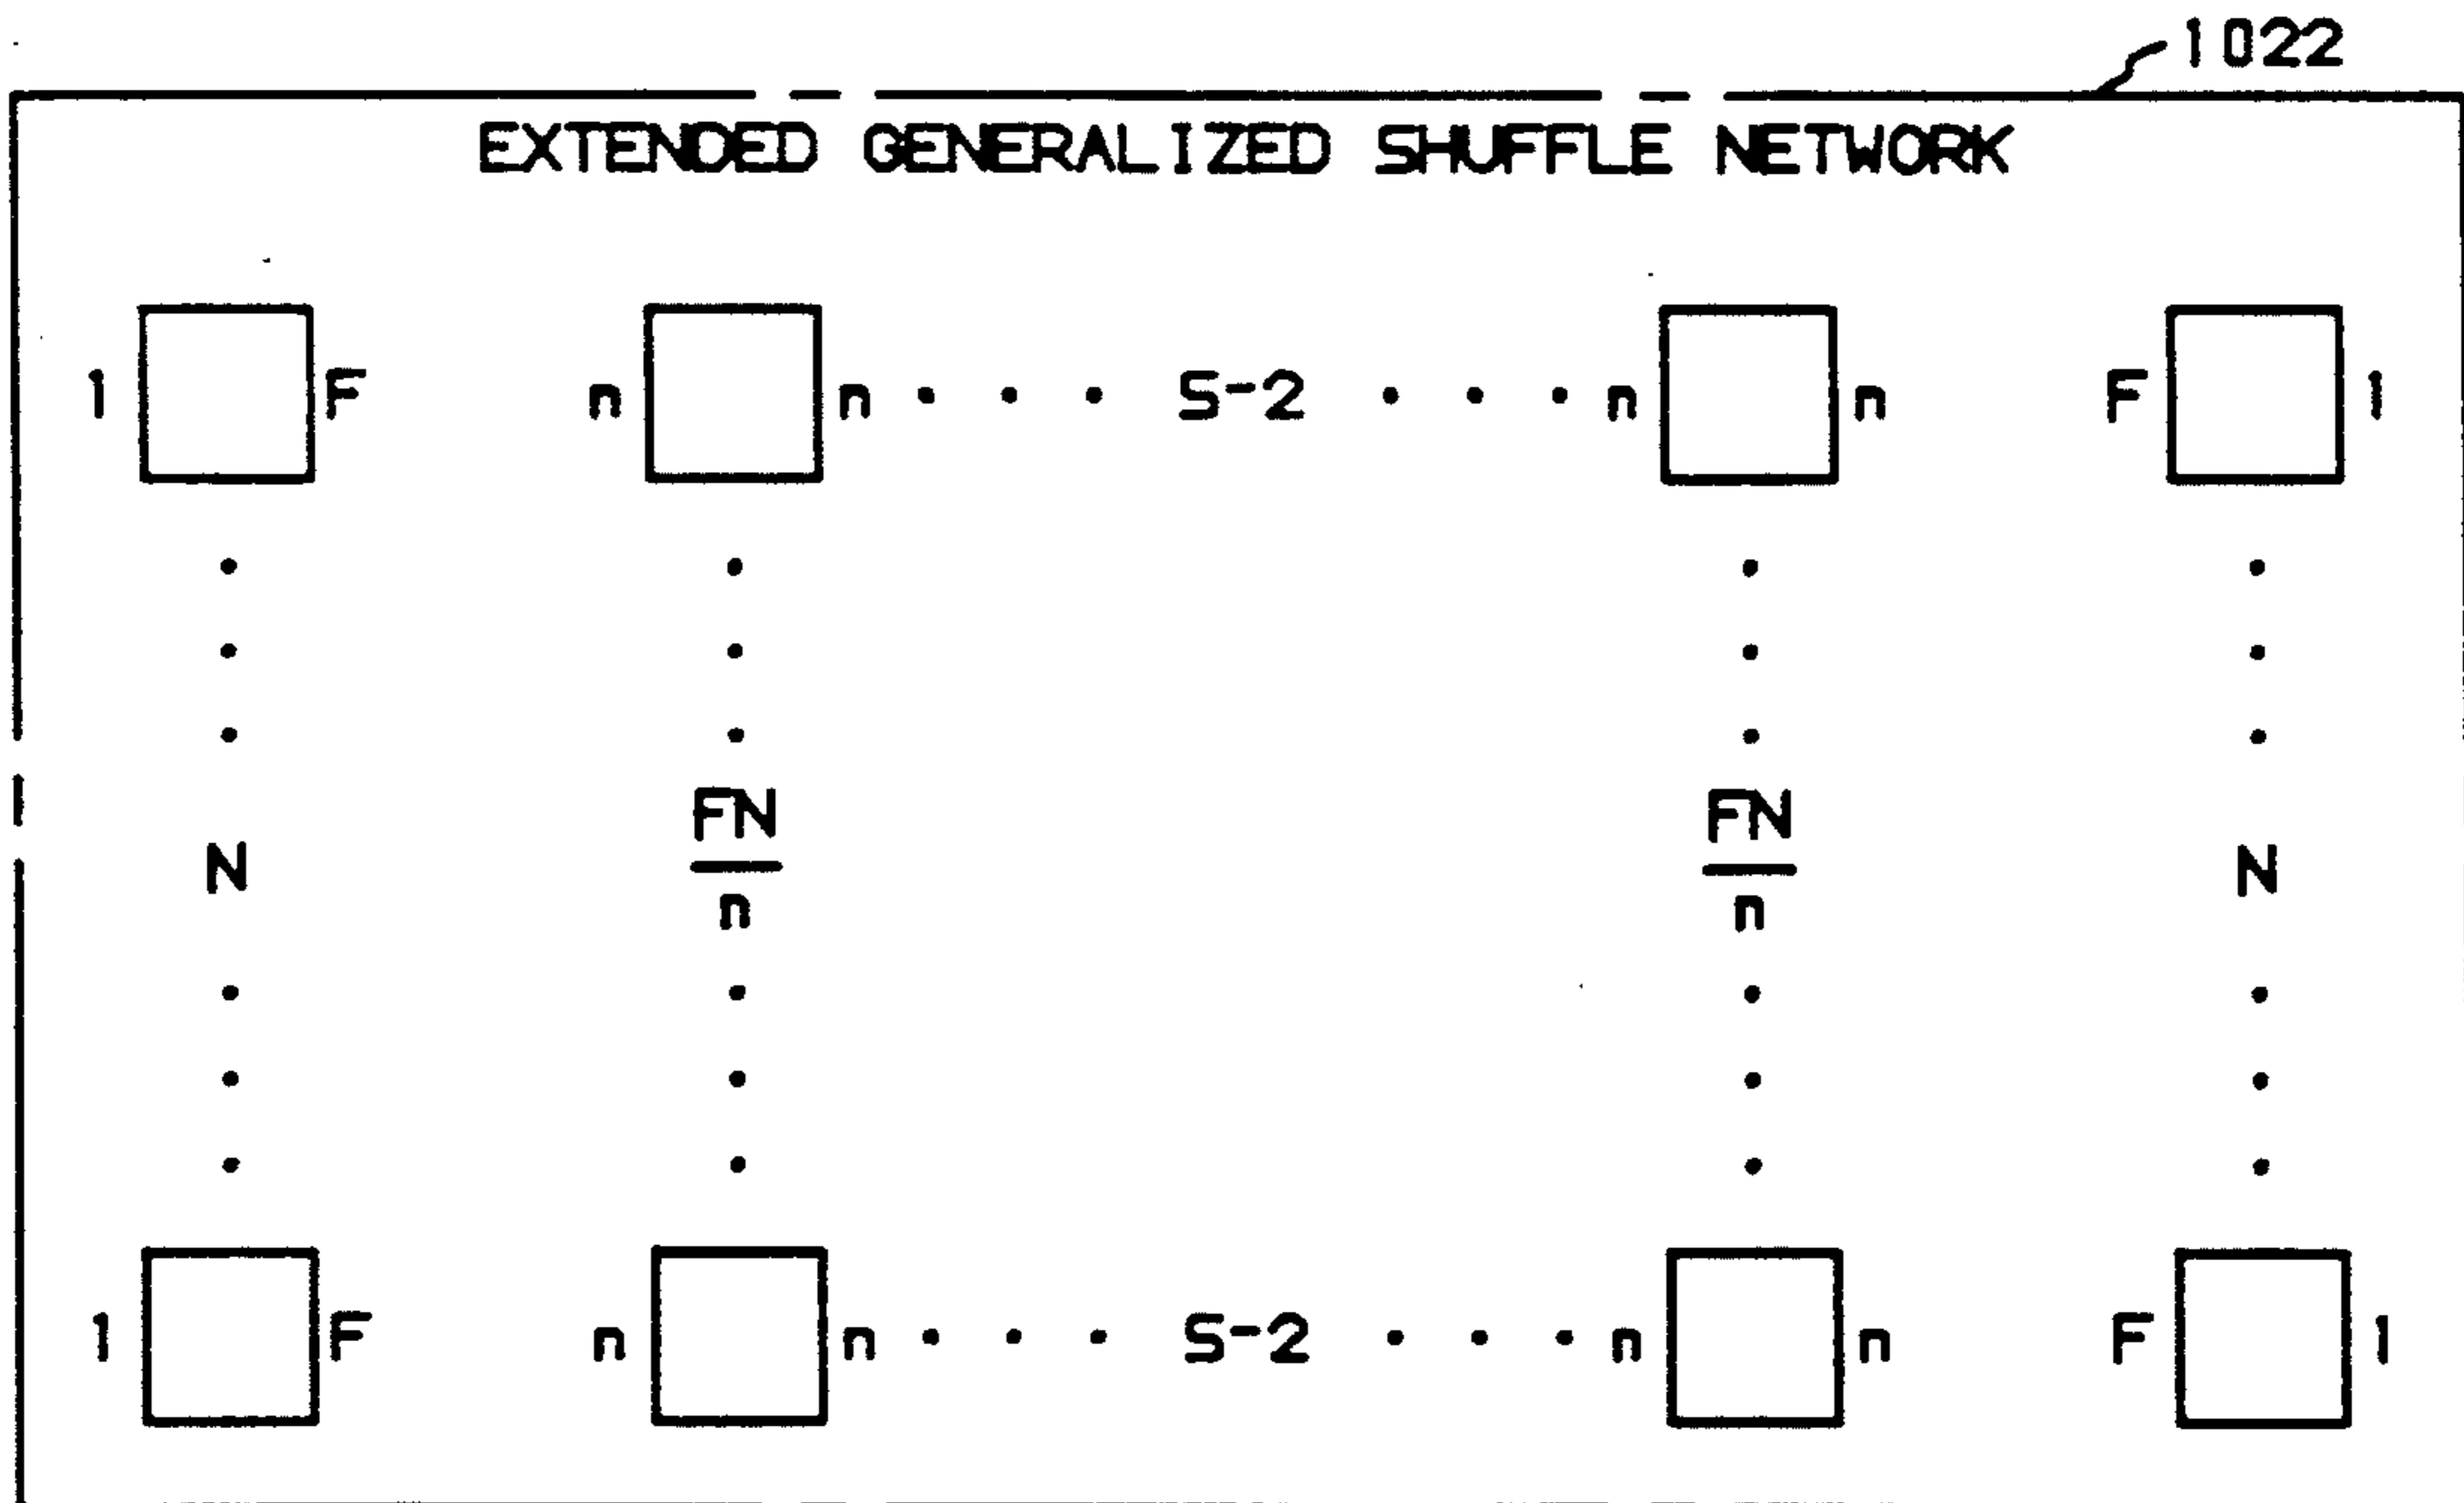 1022
EXTENDED GENERALIZED SHUFFLE NETWORK
1 F n n . . . S-2 . . . n n F 1
N FN/n FN/n N
1 F n n . . . S-2 . . . n n F 1